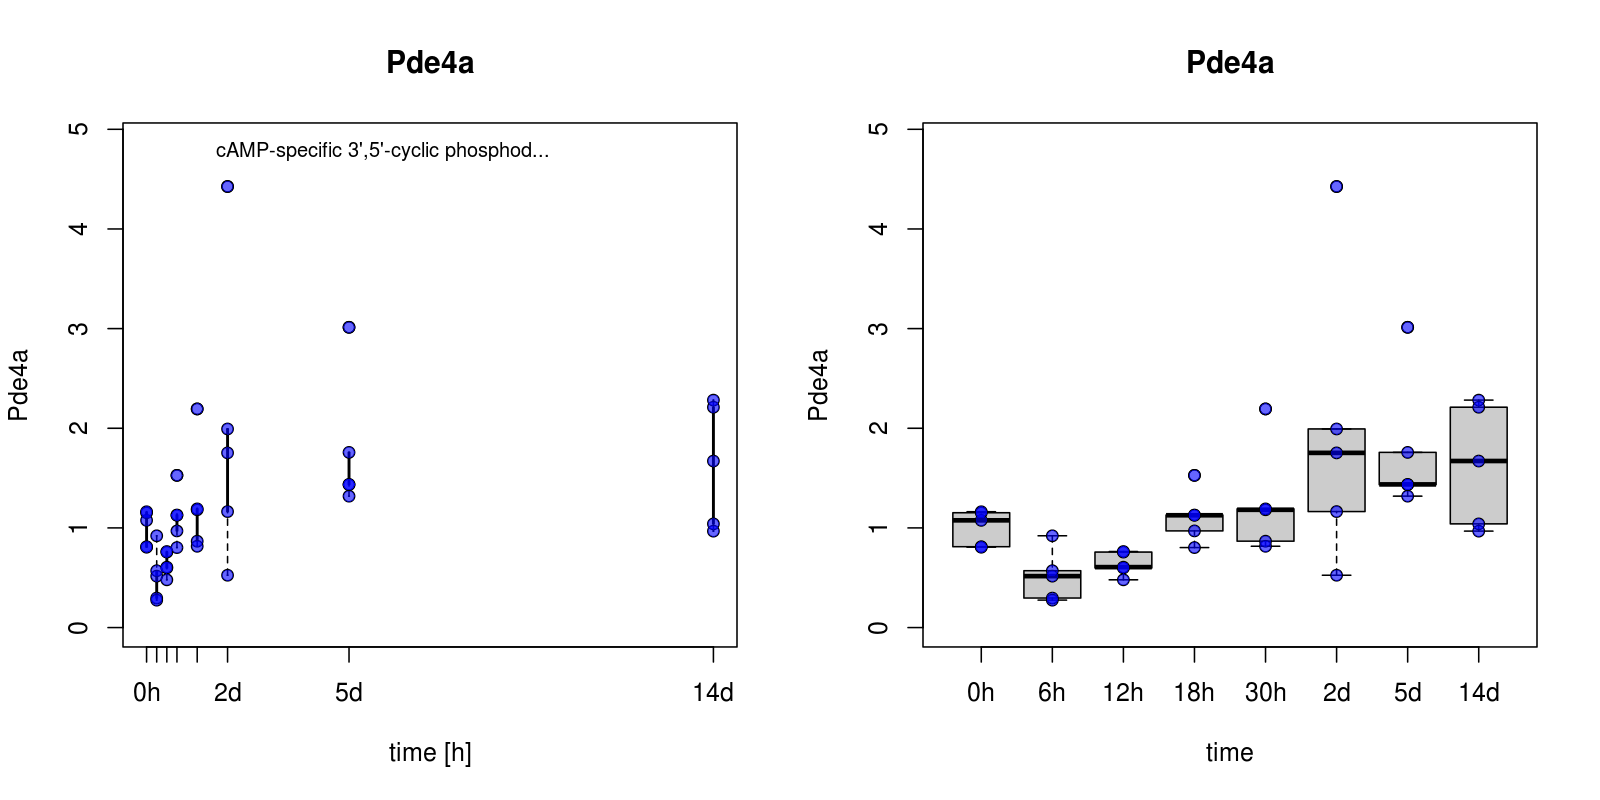 Pde4a
cAMP-specific 3',5'-cyclic phosphod...
Pde4a
0
1
2
3
4
5
0h
2d
5d
14d
time [h]
Pde4a
Pde4a
0
1
2
3
4
5
0h
6h
12h
18h
30h
2d
5d
14d
time